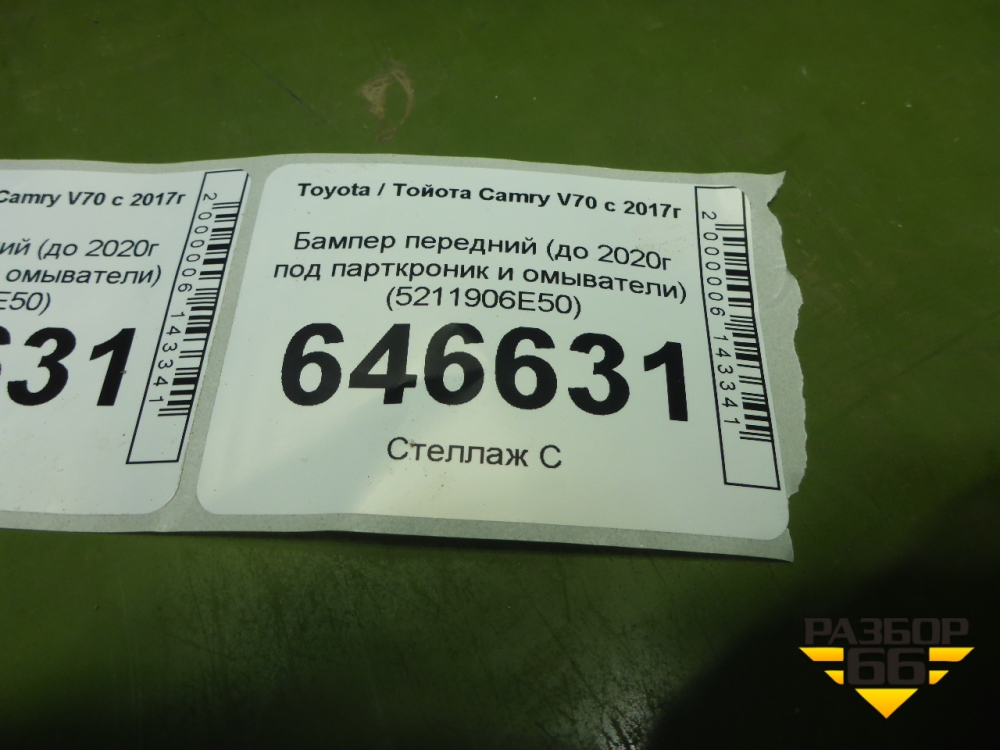 Camry V70 с 2017г
ий (до 2020г
омыватели)
E50)
631
2000006143341
Toyota / Тойота Camry V70 с 2017г
Бампер передний (до 2020г
под парткроник и омыватели)
(5211906E50)
646631
Стеллаж С
2000006143341
РАЗБОР
66